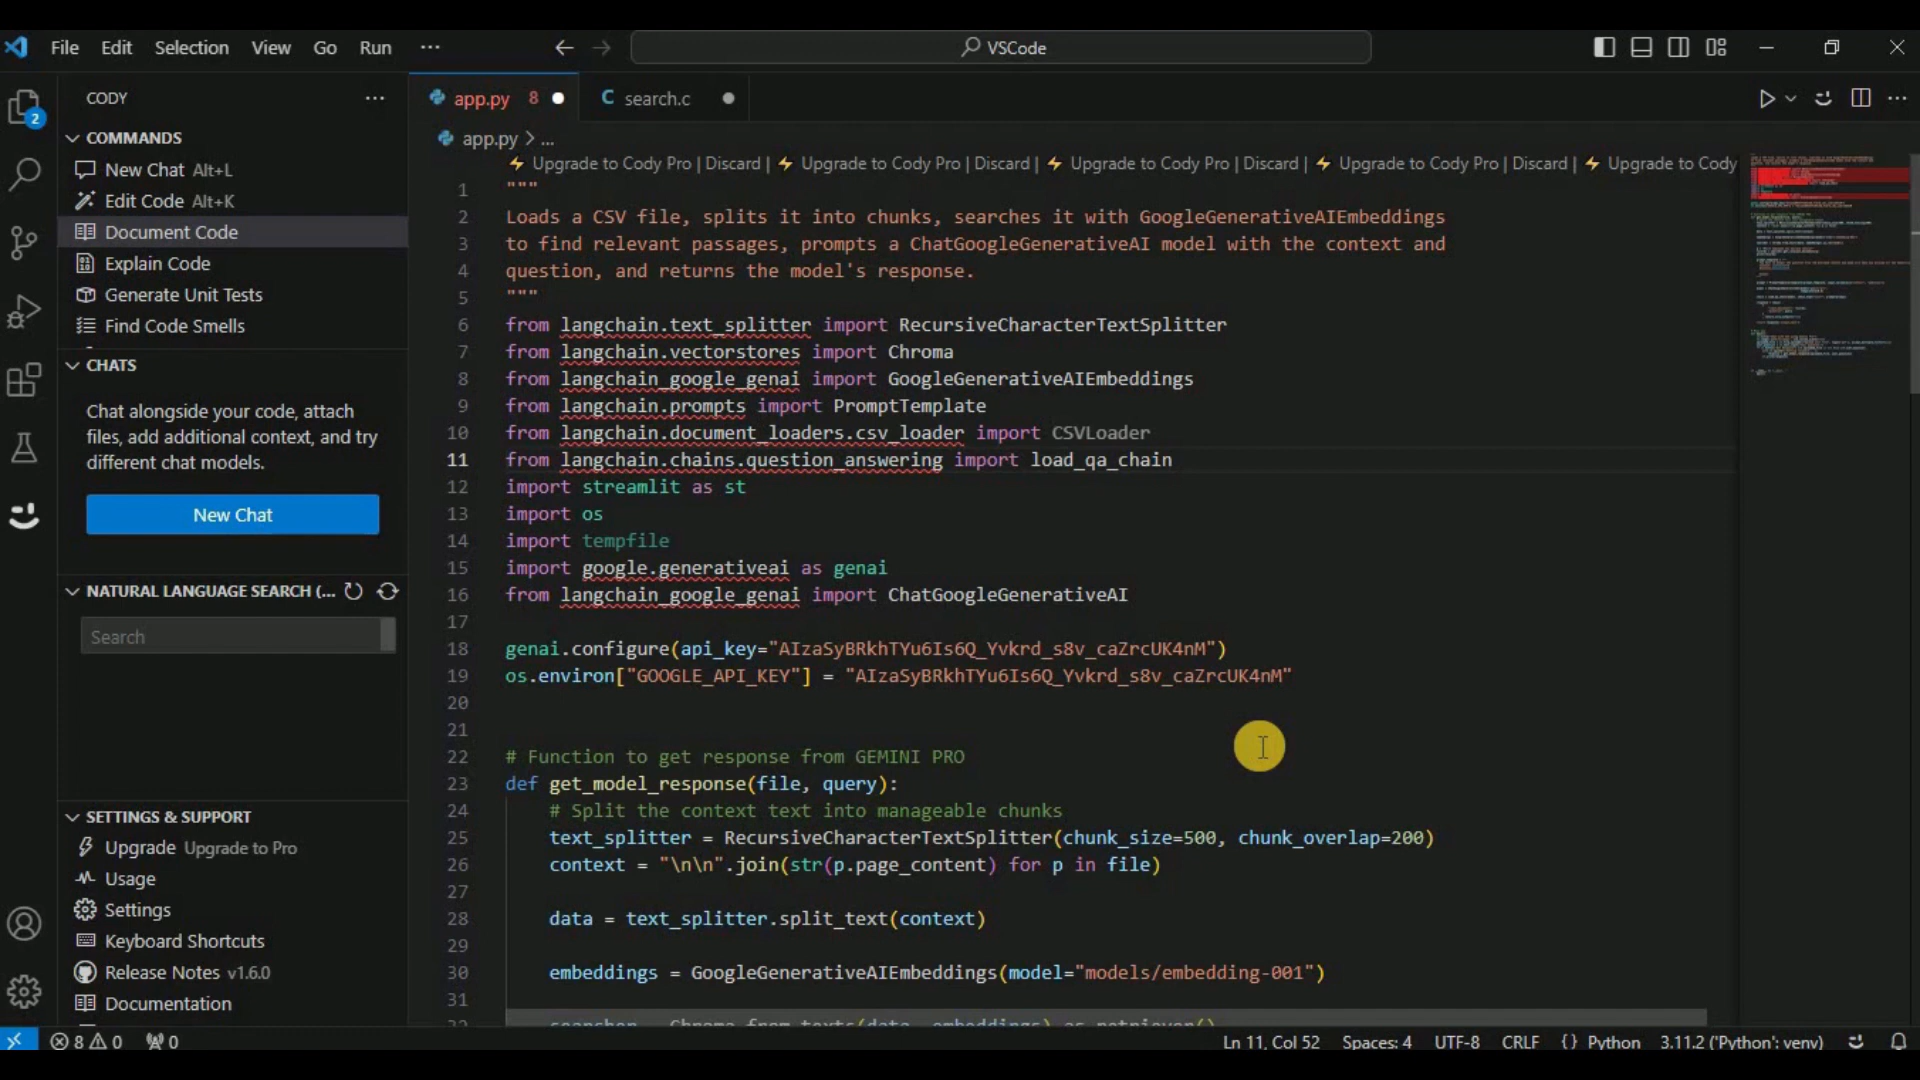 File Edit Selection View Go Run ···
VSCode
CODY
COMMANDS
New Chat Alt+L
Edit Code Alt+K
Document Code
Explain Code
Generate Unit Tests
Find Code Smells
CHATS
Chat alongside your code, attach
files, add additional context, and try
different chat models.
New Chat
NATURAL LANGUAGE SEARCH (...
Search
SETTINGS & SUPPORT
Upgrade Upgrade to Pro
Usage
Settings
Keyboard Shortcuts
Release Notes v1.6.0
Documentation
2
app.py 8
C search.c
app.py > ...
Upgrade to Cody Pro | Discard | Upgrade to Cody Pro | Discard | Upgrade to Cody Pro | Discard | Upgrade to Cody Pro | Discard | Upgrade to Cody
1 """
2 Loads a CSV file, splits it into chunks, searches it with GoogleGenerativeAIEmbeddings
3 to find relevant passages, prompts a ChatGoogleGenerativeAI model with the context and
4 question, and returns the model's response.
5 """
6 from langchain.text_splitter import RecursiveCharacterTextSplitter
7 from langchain.vectorstores import Chroma
8 from langchain_google_genai import GoogleGenerativeAIEmbeddings
9 from langchain.prompts import PromptTemplate
10 from langchain.document_loaders.csv_loader import CSVLoader
11 from langchain.chains.question_answering import load_qa_chain
12 import streamlit as st
13 import os
14 import tempfile
15 import google.generativeai as genai
16 from langchain_google_genai import ChatGoogleGenerativeAI
17
18 genai.configure(api_key="AIzaSyBRkhTYu6Is6Q_Yvkrd_s8v_caZrcUK4nM")
19 os.environ["GOOGLE_API_KEY"] = "AIzaSyBRkhTYu6Is6Q_Yvkrd_s8v_caZrcUK4nM"
20
21
22 # Function to get response from GEMINI PRO
23 def get_model_response(file, query):
24 # Split the context text into manageable chunks
25 text_splitter = RecursiveCharacterTextSplitter(chunk_size=500, chunk_overlap=200)
26 context = "\n\n".join(str(p.page_content) for p in file)
27
28 data = text_splitter.split_text(context)
29
30 embeddings = GoogleGenerativeAIEmbeddings(model="models/embedding-001")
31
8 0 0
Ln 11, Col 52 Spaces: 4 UTF-8 CRLF {} Python 3.11.2 ('Python': venv)